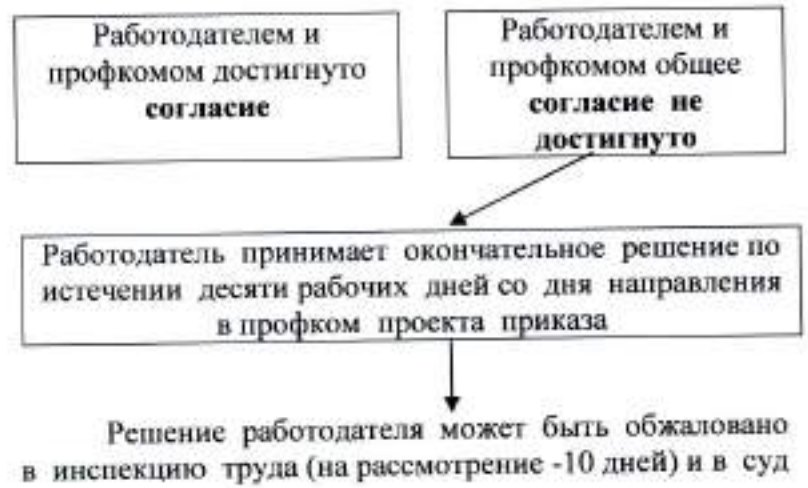 Работодателем и
профкомом достигнуто
согласие
Работодателем и
профкомом общее
согласие не
достигнуто
Работодатель принимает окончательное решение по
истечении десяти рабочих дней со дня направления
в профком проекта приказа
Решение работодателя может быть обжаловано
в инспекцию труда (на рассмотрение -10 дней) и в суд